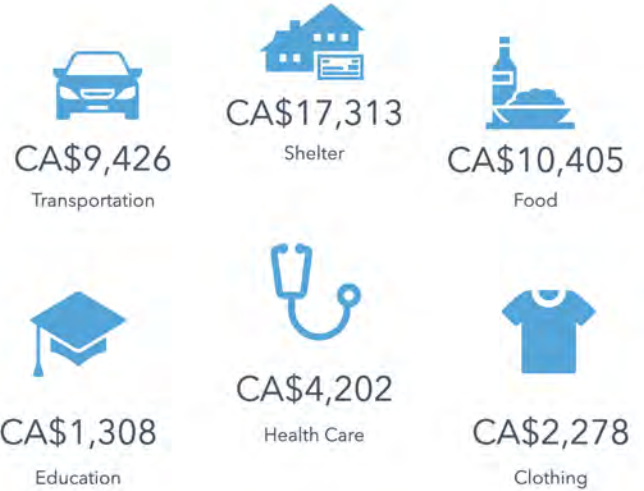 CA$17,313
Shelter
CA$9,426
Transportation
CA$10,405
Food
CA$4,202
Health Care
CA$1,308
Education
CA$2,278
Clothing